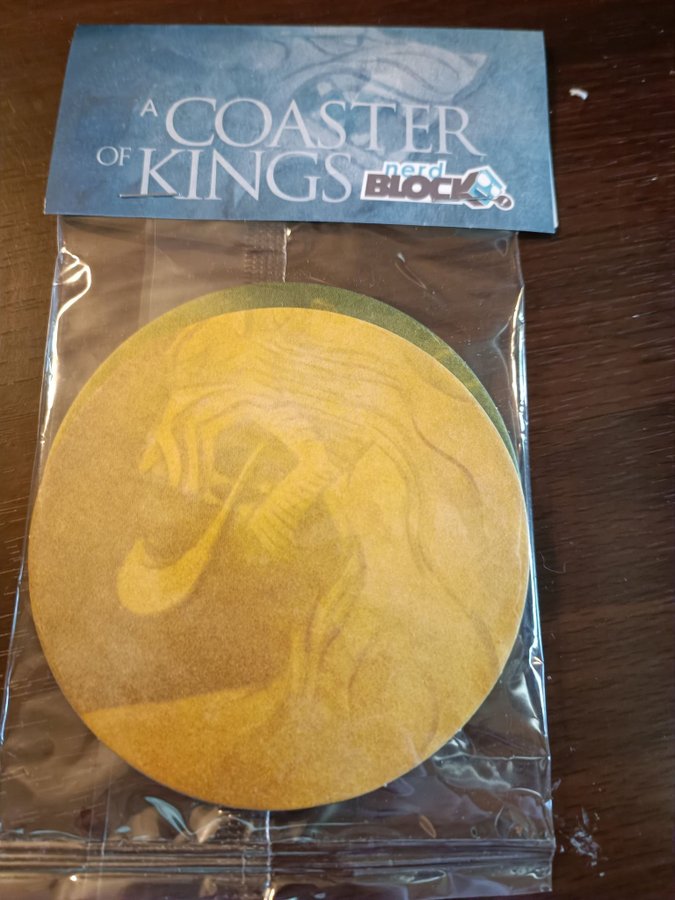 A COASTER
OF KINGS
nerd
BLOCK